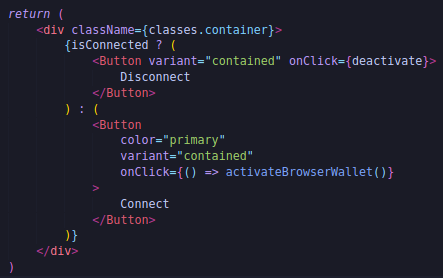 return (
    <div className={classes.container}>
        {isConnected ? (
            <Button variant="contained" onClick={deactivate}>
                Disconnect
            </Button>
        ) : (
            <Button
                color="primary"
                variant="contained"
                onClick={() => activateBrowserWallet()}
            >
                Connect
            </Button>
        )}
    </div>
)